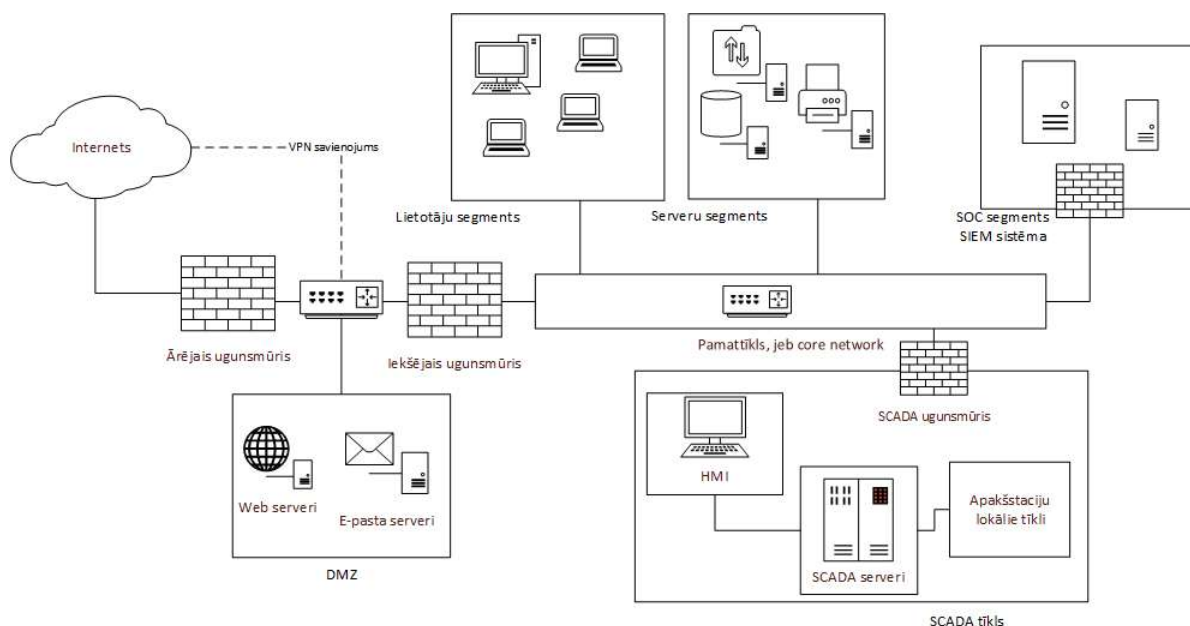 Internets
VPN savienojums
Lietotāju segments
Serveru segments
SOC segments
SIEM sistēma
Ārējais ugunsmūris
Iekšējais ugunsmūris
Pamattīkls, jeb core network
SCADA ugunsmūris
Web serveri
E-pasta serveri
DMZ
HMI
SCADA serveri
Apakšstaciju
lokālie tīkli
SCADA tīkls